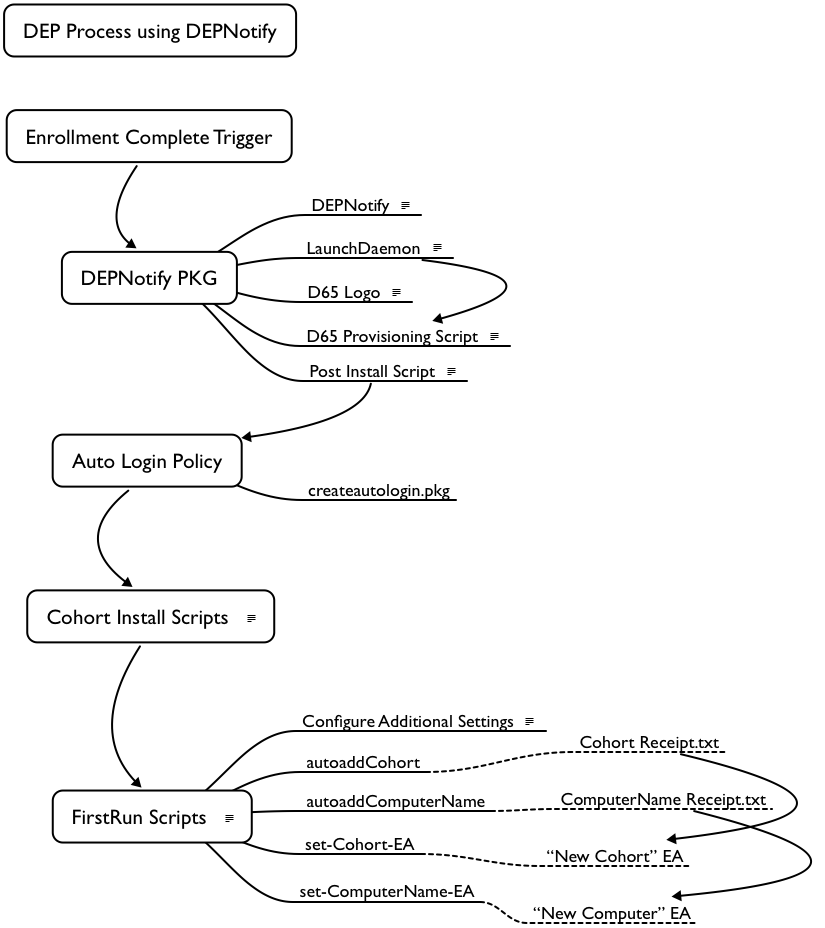 DEP Process using DEPNotify
Enrollment Complete Trigger
DEPNotify PKG
DEPNotify
LaunchDaemon
D65 Logo
D65 Provisioning Script
Post Install Script
Auto Login Policy
createautologin.pkg
Cohort Install Scripts
FirstRun Scripts
Configure Additional Settings
autoaddCohort
Cohort Receipt.txt
autoaddComputerName
ComputerName Receipt.txt
set-Cohort-EA
“New Cohort” EA
set-ComputerName-EA
“New Computer” EA